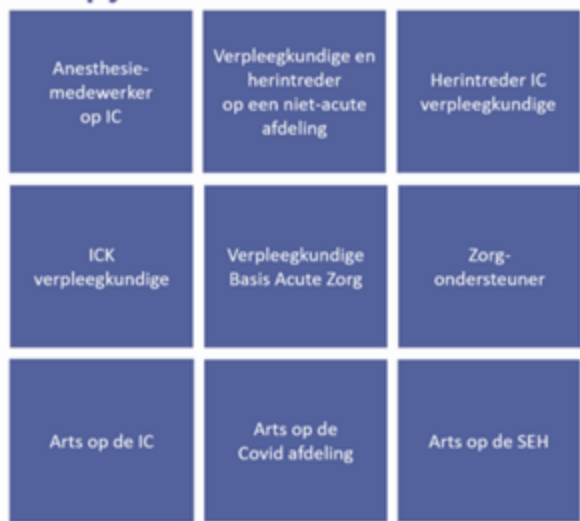 Anesthesie-
medewerker
op IC
Verpleegkundige en
herintreder
op een niet-acute
afdeling
Herintreder IC
verpleegkundige
ICK
verpleegkundige
Verpleegkundige
Basis Acute Zorg
Zorg-
ondersteuner
Arts op de IC
Arts op de
Covid afdeling
Arts op de SEH